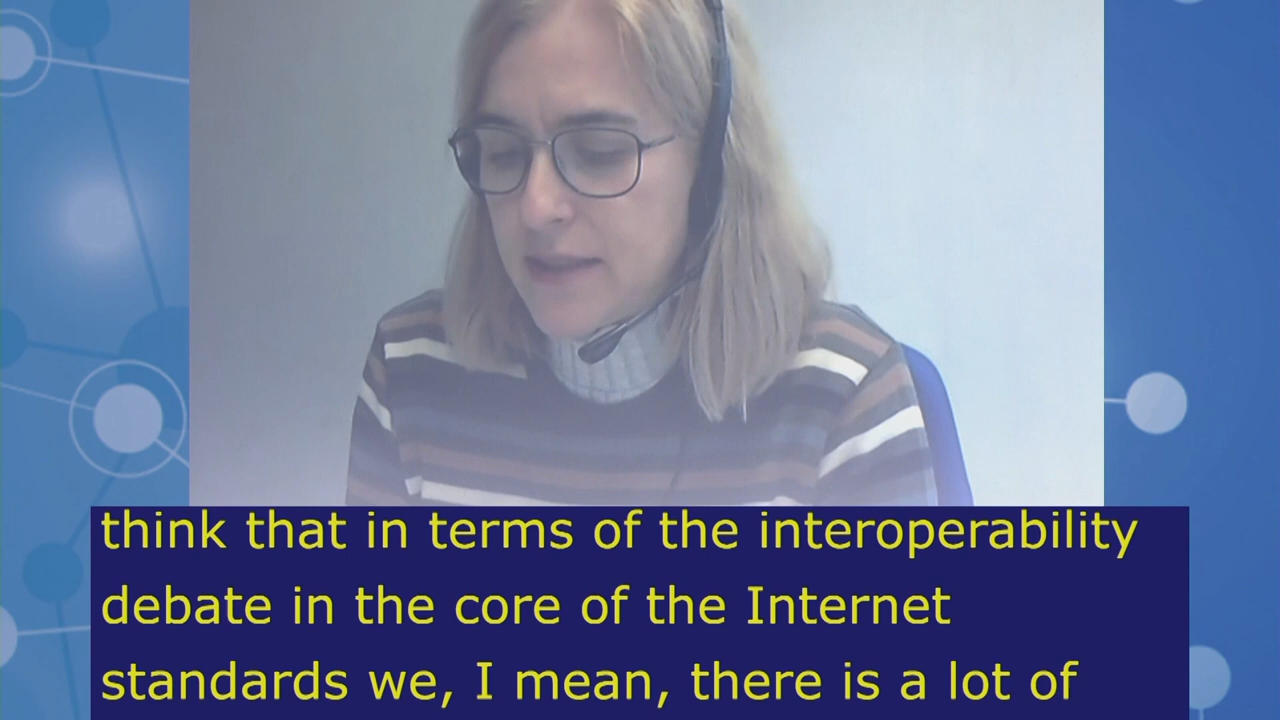 think that in terms of the interoperability
debate in the core of the Internet
standards we, I mean, there is a lot of